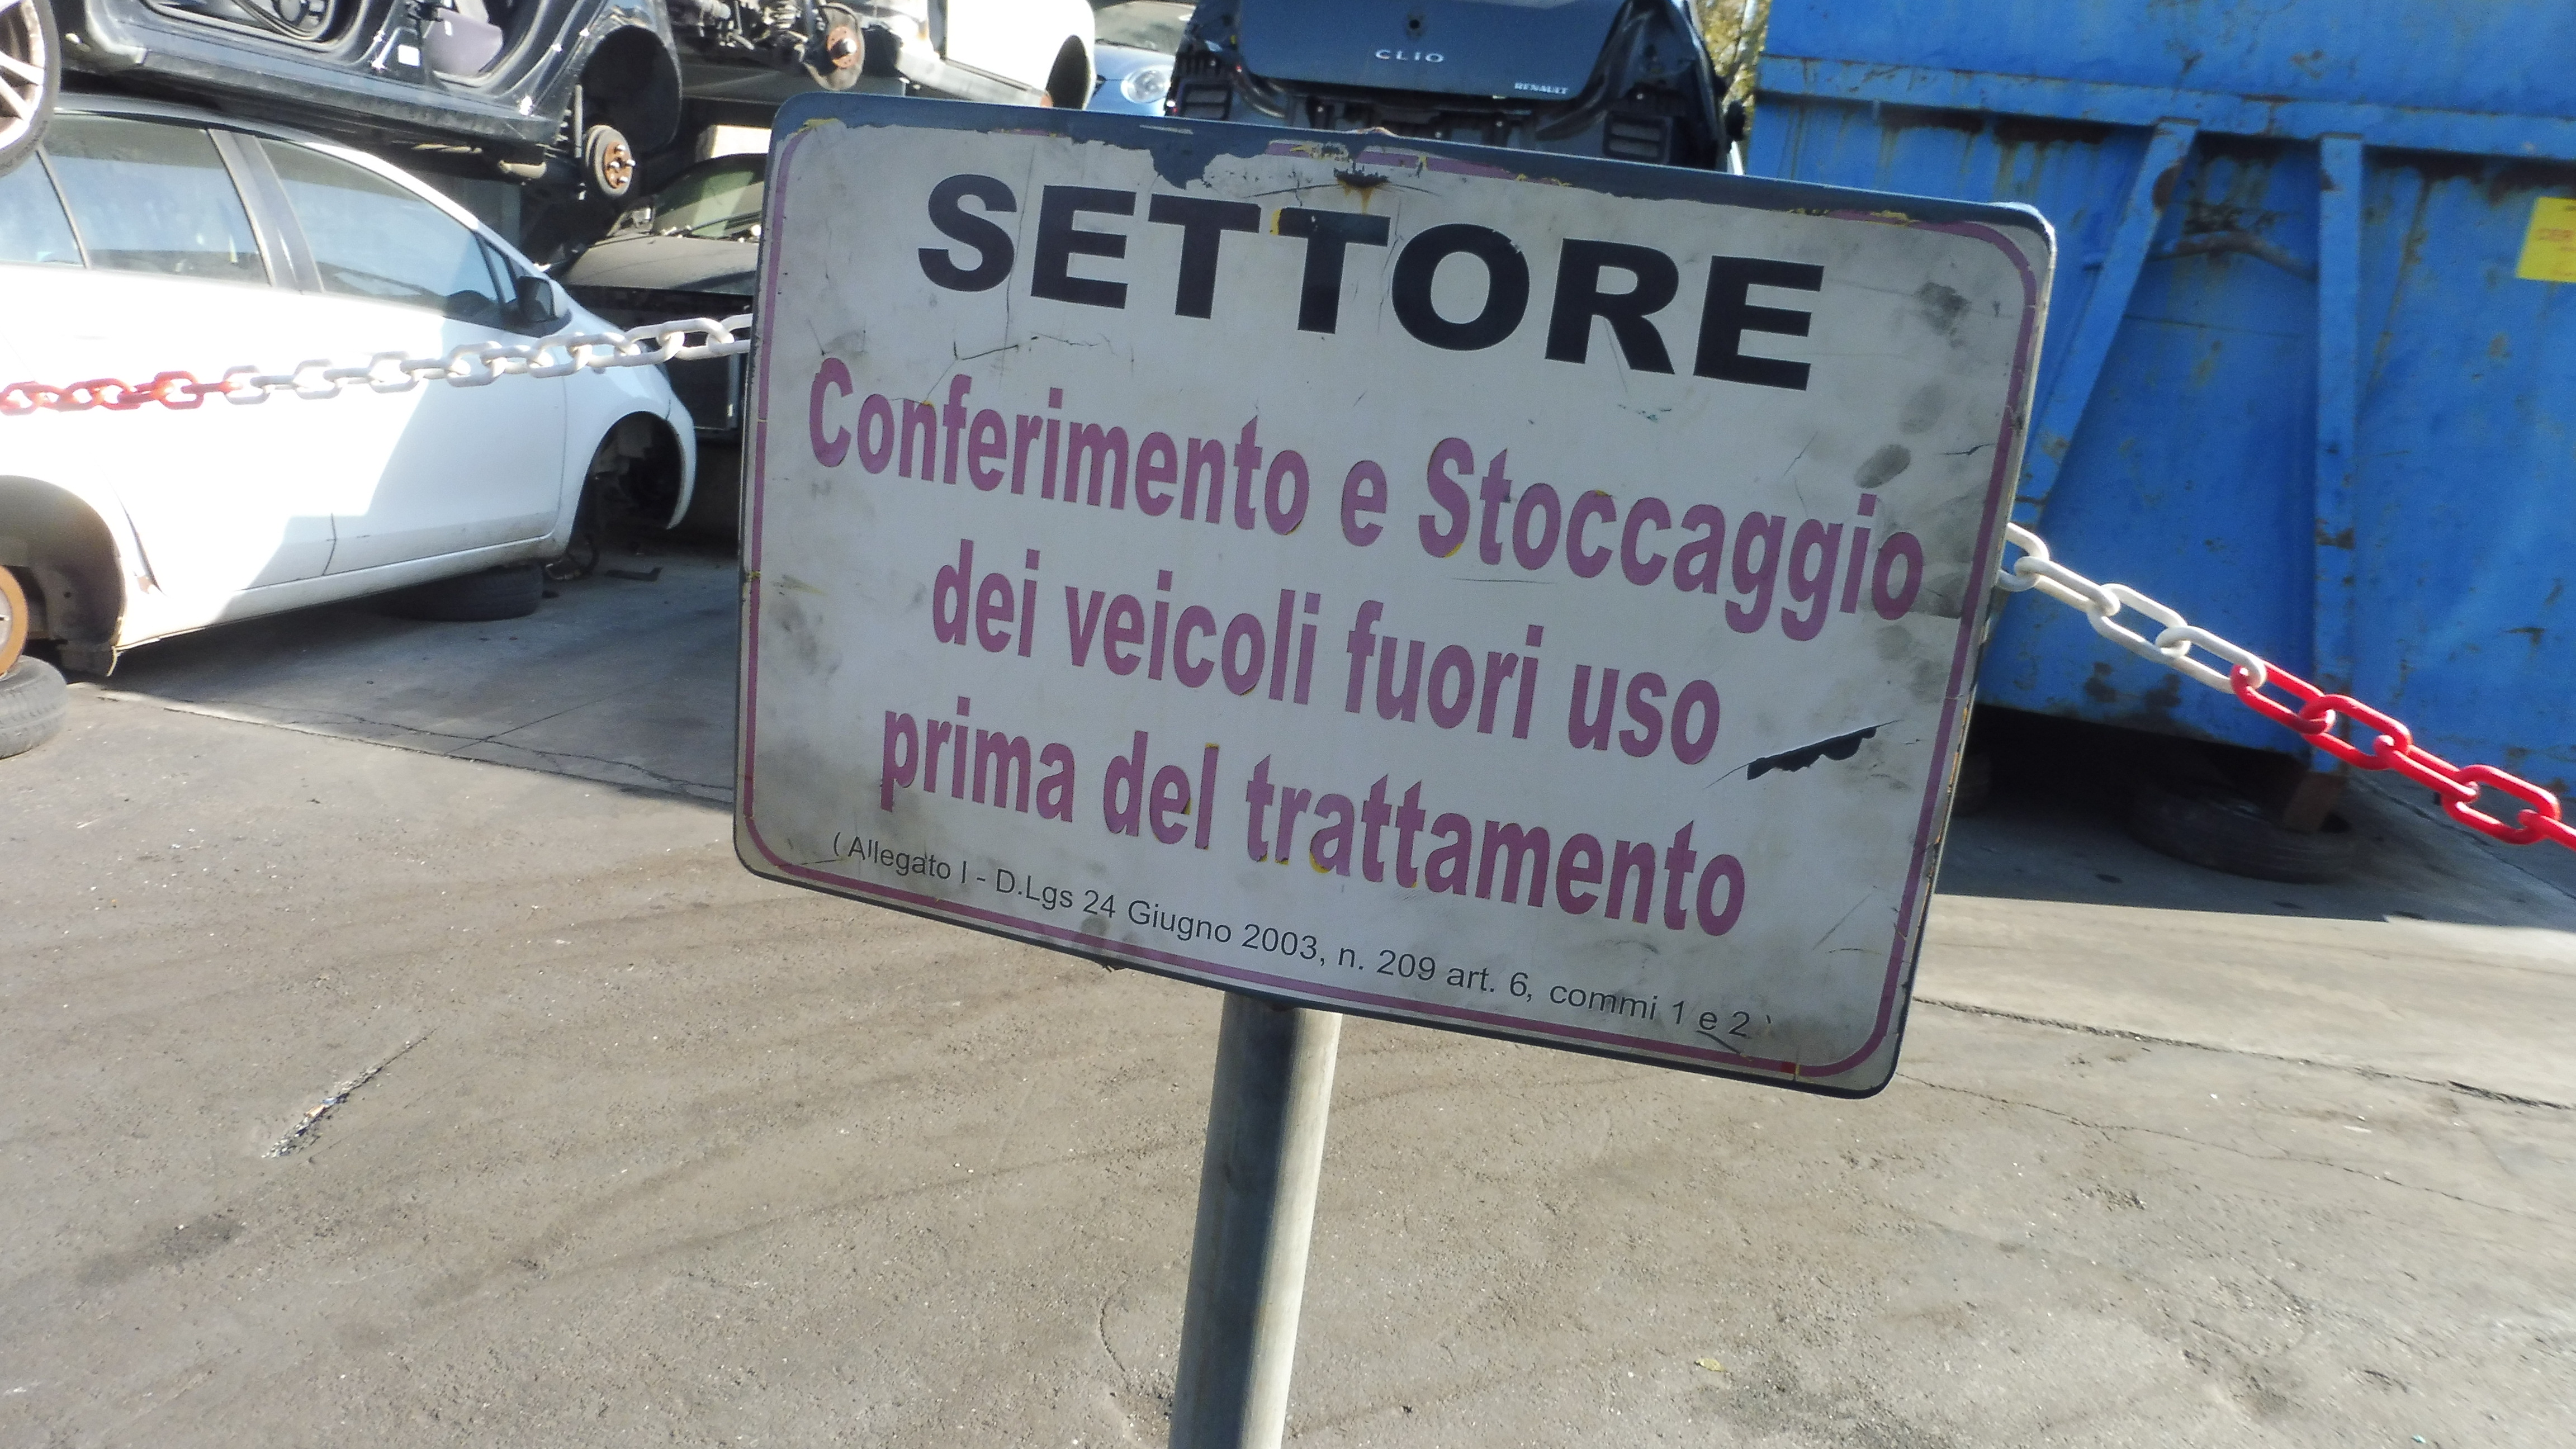 CLIO
RENAULT
SETTORE
Conferimento e Stoccaggio
dei veicoli fuori uso
prima del trattamento
( Allegato I - D.Lgs 24 Giugno 2003, n. 209 art. 6, commi 1 e 2 )